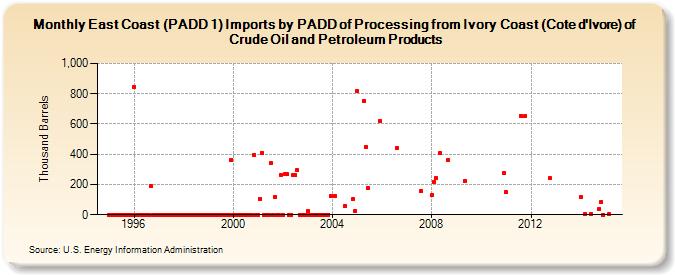 Monthly East Coast (PADD 1) Imports by PADD of Processing from Ivory Coast (Cote d'Ivore) of
Crude Oil and Petroleum Products
Thousand Barrels
1,000
800
600
400
200
0
1996
2000
2004
2008
2012
Source: U.S. Energy Information Administration